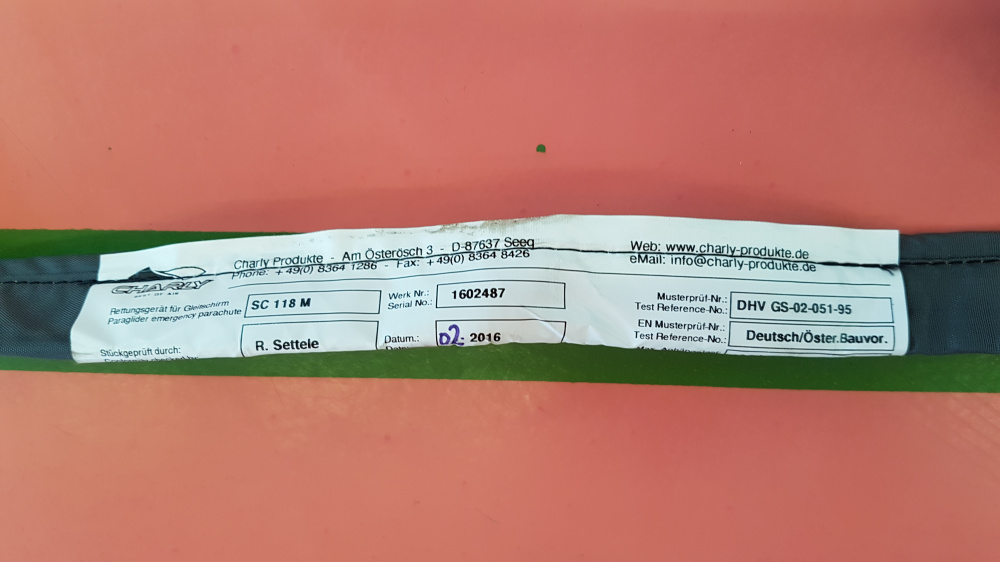 Charly Produkte - Am Österösch 3 - D-87637 Seeg
Phone: +49(0) 8364 1286 - Fax: +49(0) 8364 8426
Web: www.charly-produkte.de
eMail: info@charly-produkte.de
CHARLY
BEST OF AIR
Rettungsgerät für Gleitschirm
Paraglider emergency parachute
SC 118 M
Werk Nr.:
Serial No.:
1602487
Musterprüf-Nr.:
Test Reference-No.:
DHV GS-02-051-95
Stückgeprüft durch:
R. Settele
Datum.:
02. 2016
EN Musterprüf-Nr.:
Test Reference-No.:
Deutsch/Öster.Bauvor.